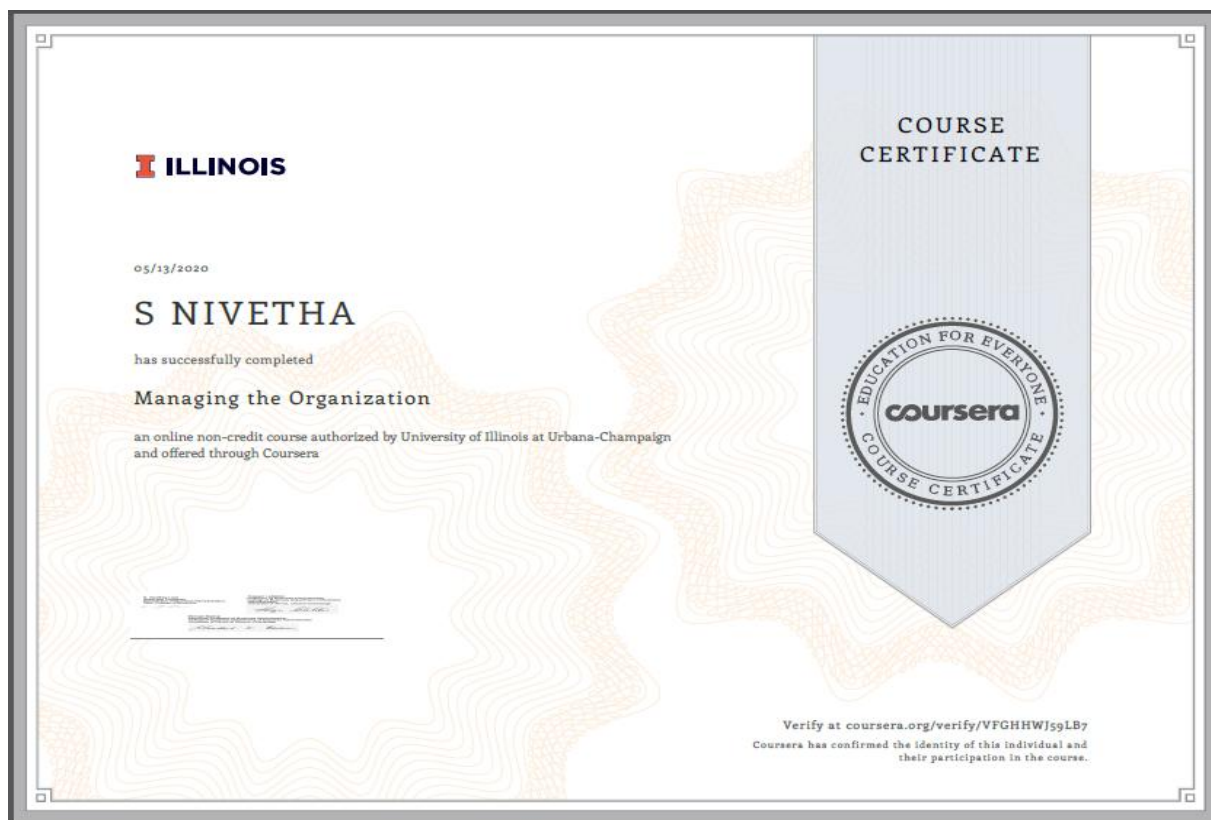 COURSE
CERTIFICATE
ILLINOIS
05/13/2020
S NIVETHA
has successfully completed
Managing the Organization
an online non-credit course authorized by University of Illinois at Urbana-Champaign
and offered through Coursera
EDUCATION FOR EVERYONE
coursera
COURSE CERTIFICATE
Verify at coursera.org/verify/VFGHHWJ59LB7
Coursera has confirmed the identity of this individual and
their participation in the course.